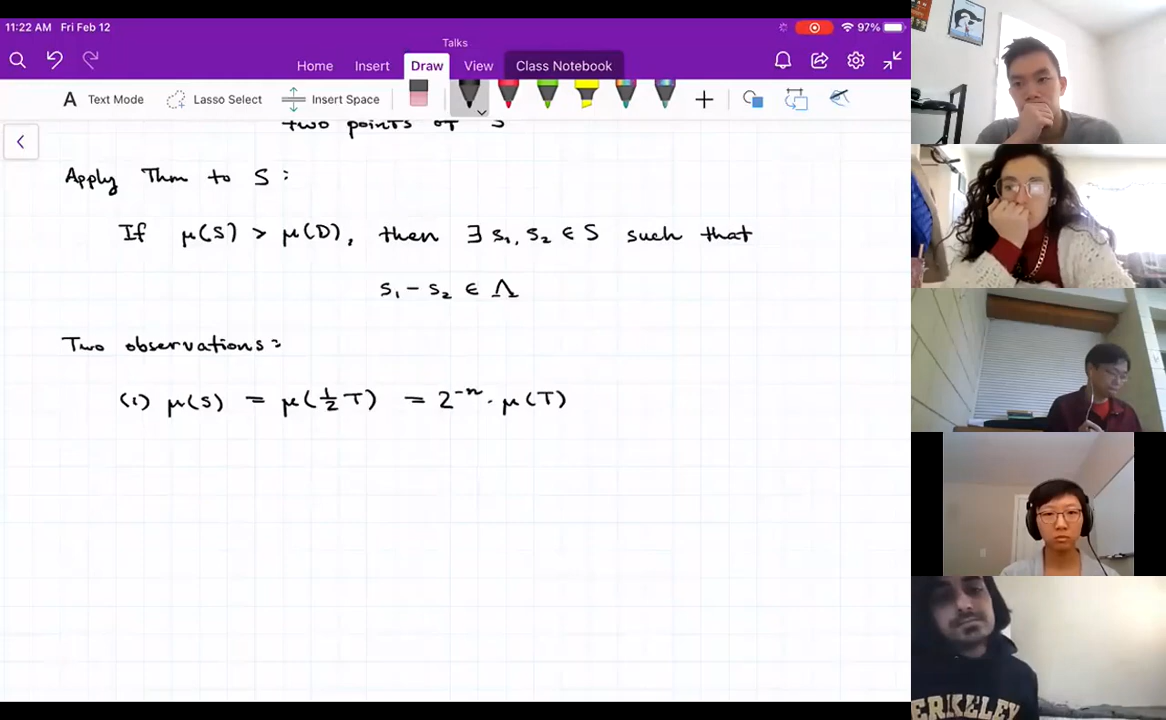 11:22 AM Fri Feb 12
97%
Talks
Home Insert Draw View Class Notebook
Text Mode Lasso Select Insert Space
two points of S
Apply Thm to S :
If μ(S) > μ(D), then ∃ s₁, s₂ ∈ S such that
s₁ - s₂ ∈ Λ
Two observations:
(1) μ(S) = μ(½T) = 2⁻ⁿ · μ(T)
ERKELEY